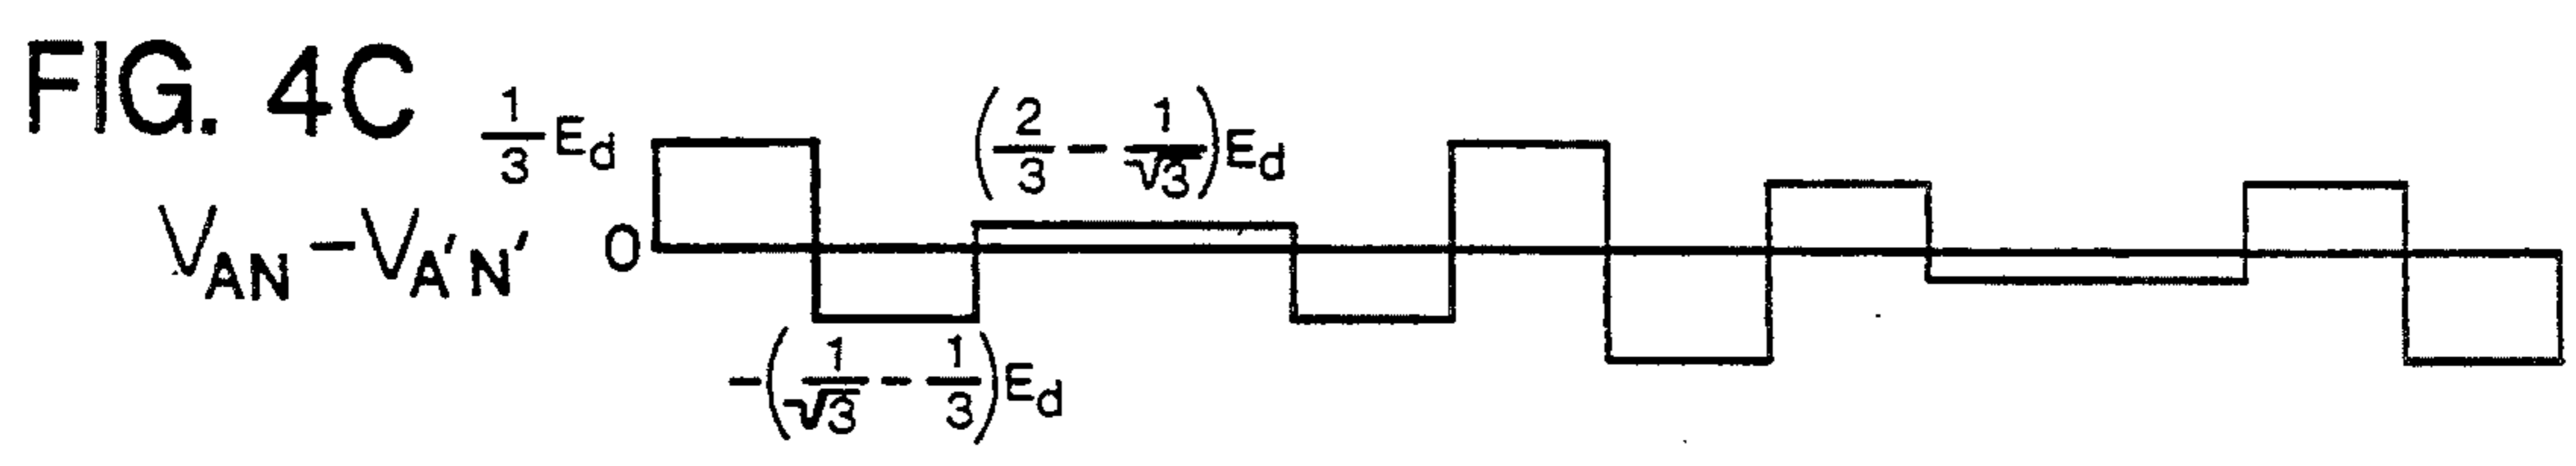 FIG. 4C
1/3 Ed
(2/3 - 1/√3)Ed
VAN - VA'N'
0
-(1/√3 - 1/3)Ed